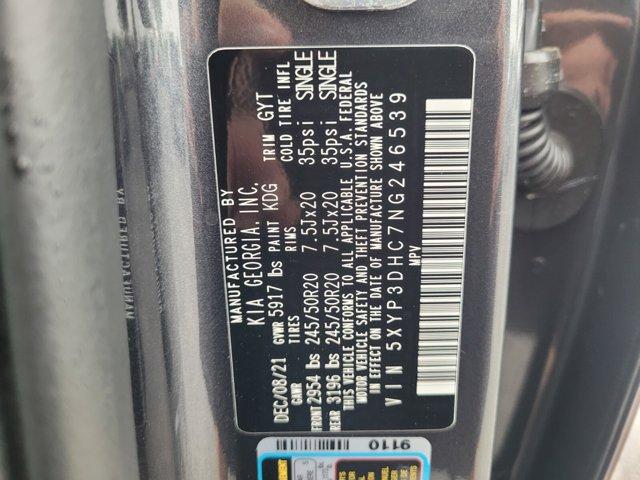 MANUFACTURED BY
KIA GEORGIA, INC.
DEC/08/21 GVWR 5917 lbs PAINT KDG TRIM GYT
GAWR TIRES RIMS COLD TIRE INFL
FRONT 2954 lbs 245/50R20 7.5Jx20 35psi SINGLE
REAR 3196 lbs 245/50R20 7.5Jx20 35psi SINGLE
THIS VEHICLE CONFORMS TO ALL APPLICABLE U.S.A. FEDERAL
MOTOR VEHICLE SAFETY AND THEFT PREVENTION STANDARDS
IN EFFECT ON THE DATE OF MANUFACTURE SHOWN ABOVE
VIN 5XYP3DHC7NG246539
MPV
9110